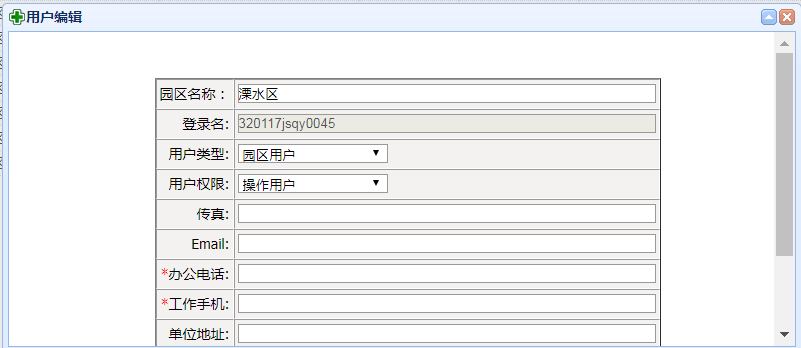 用户编辑
园区名称： 溧水区
登录名: 320117jsqy0045
用户类型: 园区用户
用户权限: 操作用户
传真:
Email:
*办公电话:
*工作手机:
单位地址: